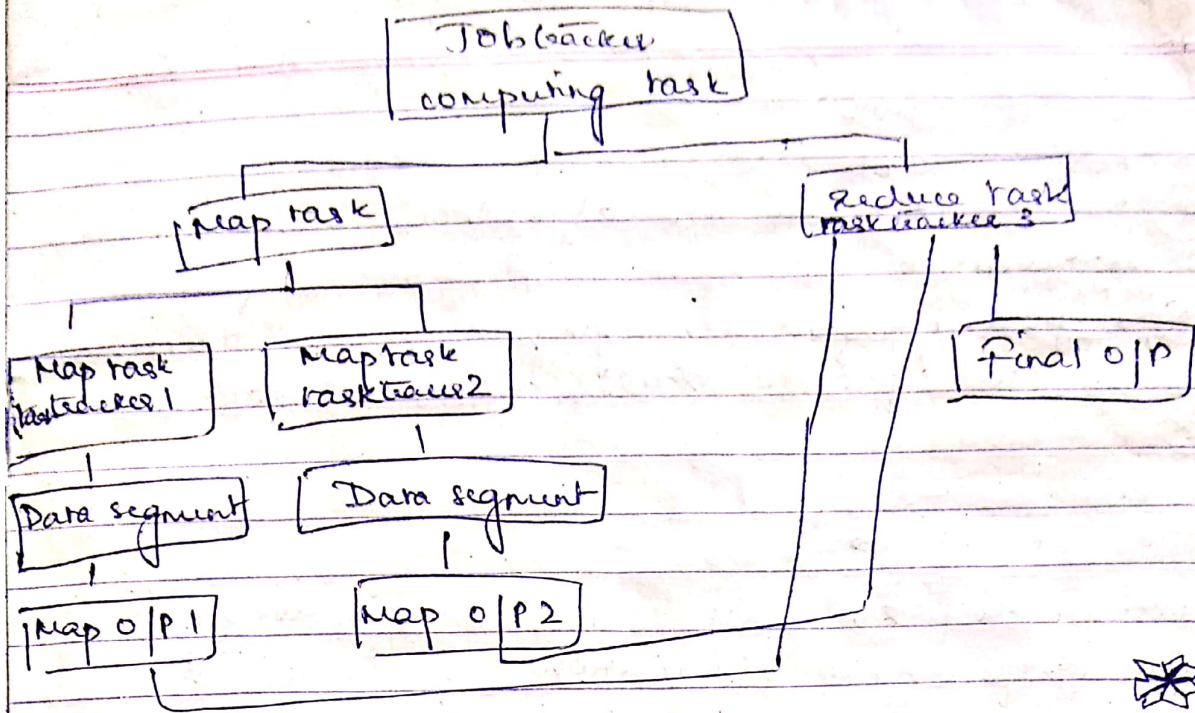 Jobtracker
computing task
Map task
Reduce task
tasktracker 3
Map task
tasktracker 1
Map task
tasktracker 2
Final O/P
Data segment
Data segment
Map O/P 1
Map O/P 2